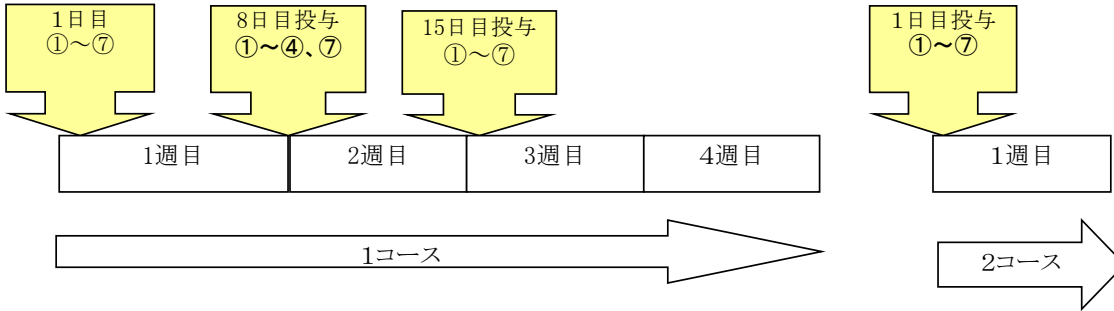 1日目
①～⑦
8日目投与
①～④、⑦
15日目投与
①～⑦
1日目投与
①～⑦
1週目
2週目
3週目
4週目
1週目
1コース
2コース